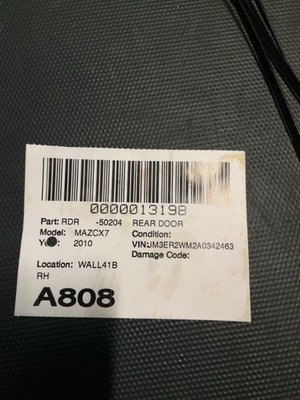 0000013198
Part: RDR -50204 REAR DOOR
Model: MAZCX7 Condition:
2010 VIN:JM3ER2WM2A0342463
Damage Code:
Location: WALL41B
RH
A808